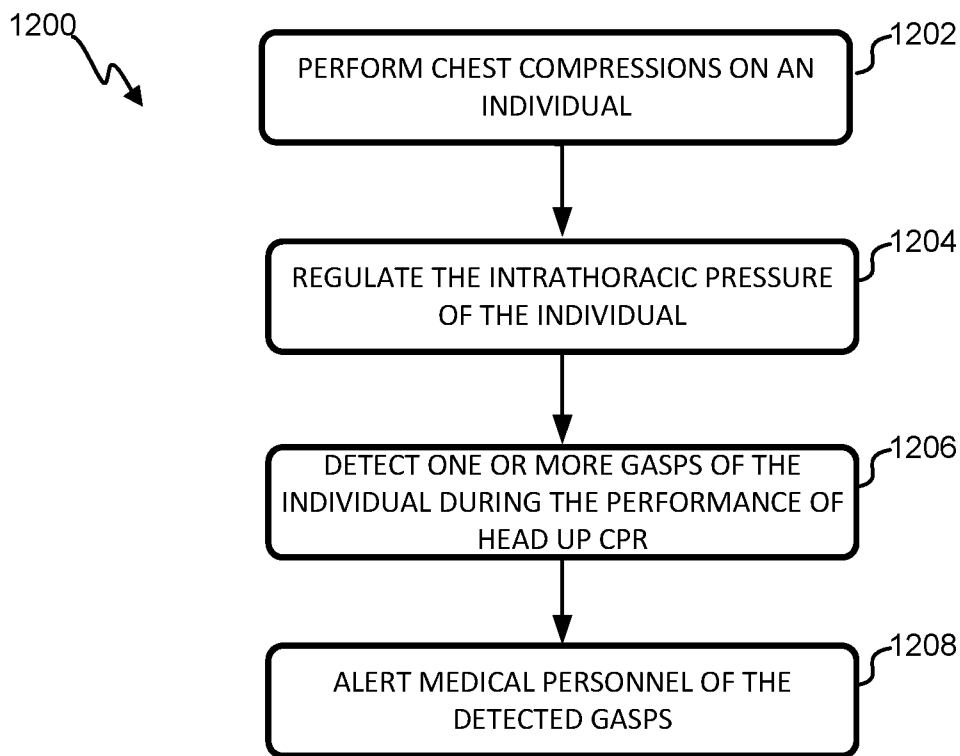 1200
1202
PERFORM CHEST COMPRESSIONS ON AN
INDIVIDUAL
1204
REGULATE THE INTRATHORACIC PRESSURE
OF THE INDIVIDUAL
1206
DETECT ONE OR MORE GASPS OF THE
INDIVIDUAL DURING THE PERFORMANCE OF
HEAD UP CPR
1208
ALERT MEDICAL PERSONNEL OF THE
DETECTED GASPS